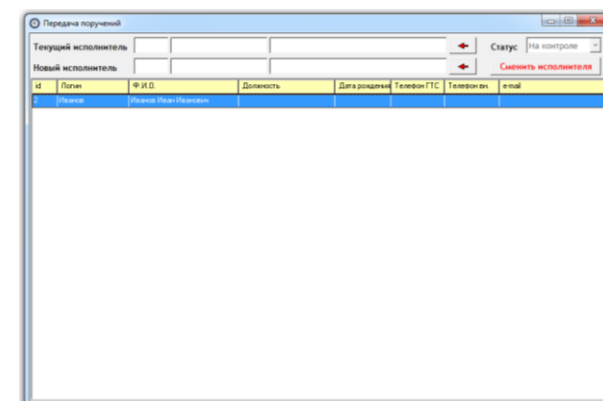 Передача поручений
Текущий исполнитель Статус На контроле
Новый исполнитель Сменить исполнителя
id Логин Ф.И.О. Должность Дата рождения Телефон ГТС Телефон вн. e-mail
2 Иванов Иванов Иван Иванович